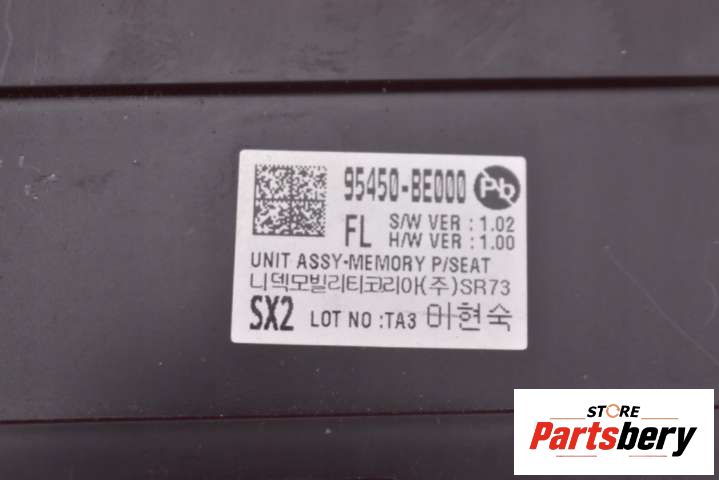 95450-BE000 Pb
FL S/W VER : 1.02
H/W VER : 1.00
UNIT ASSY-MEMORY P/SEAT
니덱모빌리티코리아(주)SR73
SX2 LOT NO :TA3 이현숙
STORE
Partsbery